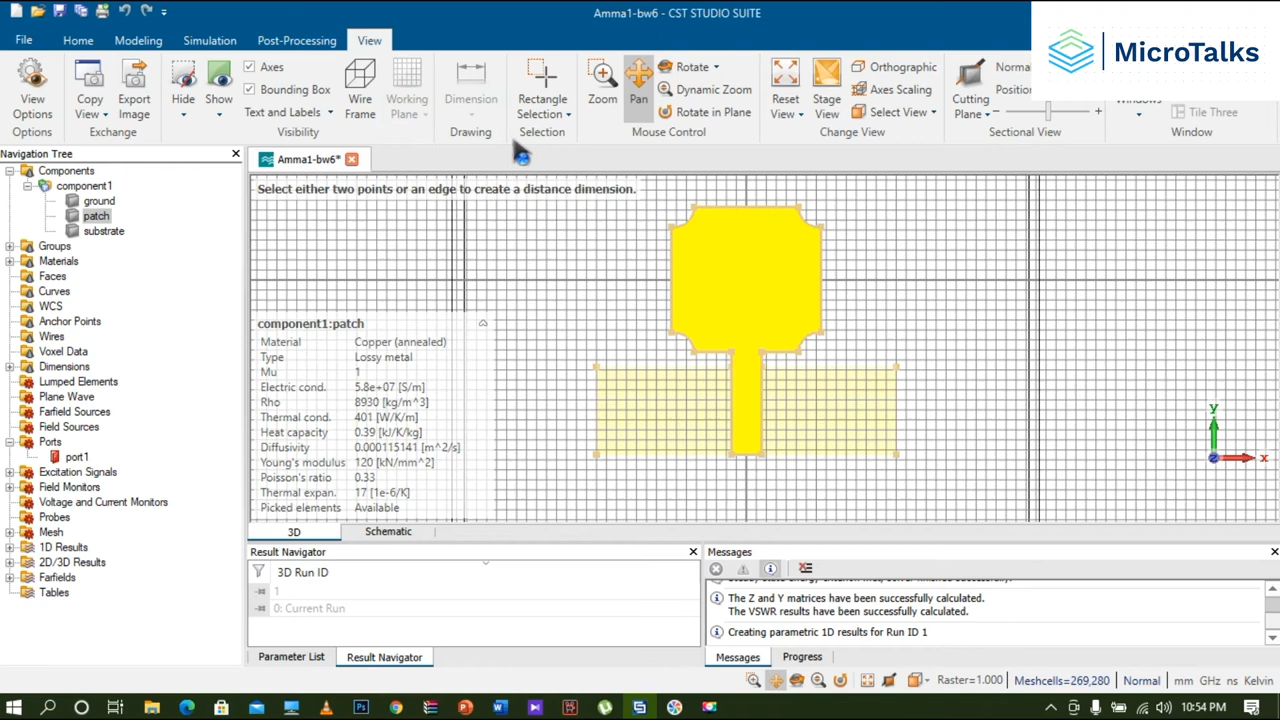 Amma1-bw6 - CST STUDIO SUITE
MicroTalks
File Home Modeling Simulation Post-Processing View
View Options
Options
Copy View
Export Image
Exchange
Hide
Show
Axes
Bounding Box
Text and Labels
Wire Frame
Working Plane
Visibility
Dimension
Drawing
Rectangle Selection
Selection
Zoom
Pan
Rotate
Dynamic Zoom
Rotate in Plane
Mouse Control
Reset View
Stage View
Orthographic
Axes Scaling
Select View
Change View
Cutting Plane
Sectional View
Tile Three
Window
Navigation Tree
Components
component1
ground
patch
substrate
Groups
Materials
Faces
Curves
WCS
Anchor Points
Wires
Voxel Data
Dimensions
Lumped Elements
Plane Wave
Farfield Sources
Field Sources
Ports
port1
Excitation Signals
Field Monitors
Voltage and Current Monitors
Probes
Mesh
1D Results
2D/3D Results
Farfields
Tables
Amma1-bw6*
Select either two points or an edge to create a distance dimension.
component1:patch
Material Copper (annealed)
Type Lossy metal
Mu 1
Electric cond. 5.8e+07 [S/m]
Rho 8930 [kg/m^3]
Thermal cond. 401 [W/K/m]
Heat capacity 0.39 [kJ/K/kg]
Diffusivity 0.000115141 [m^2/s]
Young's modulus 120 [kN/mm^2]
Poisson's ratio 0.33
Thermal expan. 17 [1e-6/K]
Picked elements Available
y
x
3D Schematic
Result Navigator
3D Run ID
1
0: Current Run
Parameter List Result Navigator
Messages
The Z and Y matrices have been successfully calculated.
The VSWR results have been successfully calculated.
Creating parametric 1D results for Run ID 1
Messages Progress
Raster=1.000 Meshcells=269,280 Normal mm GHz ns Kelvin
10:54 PM